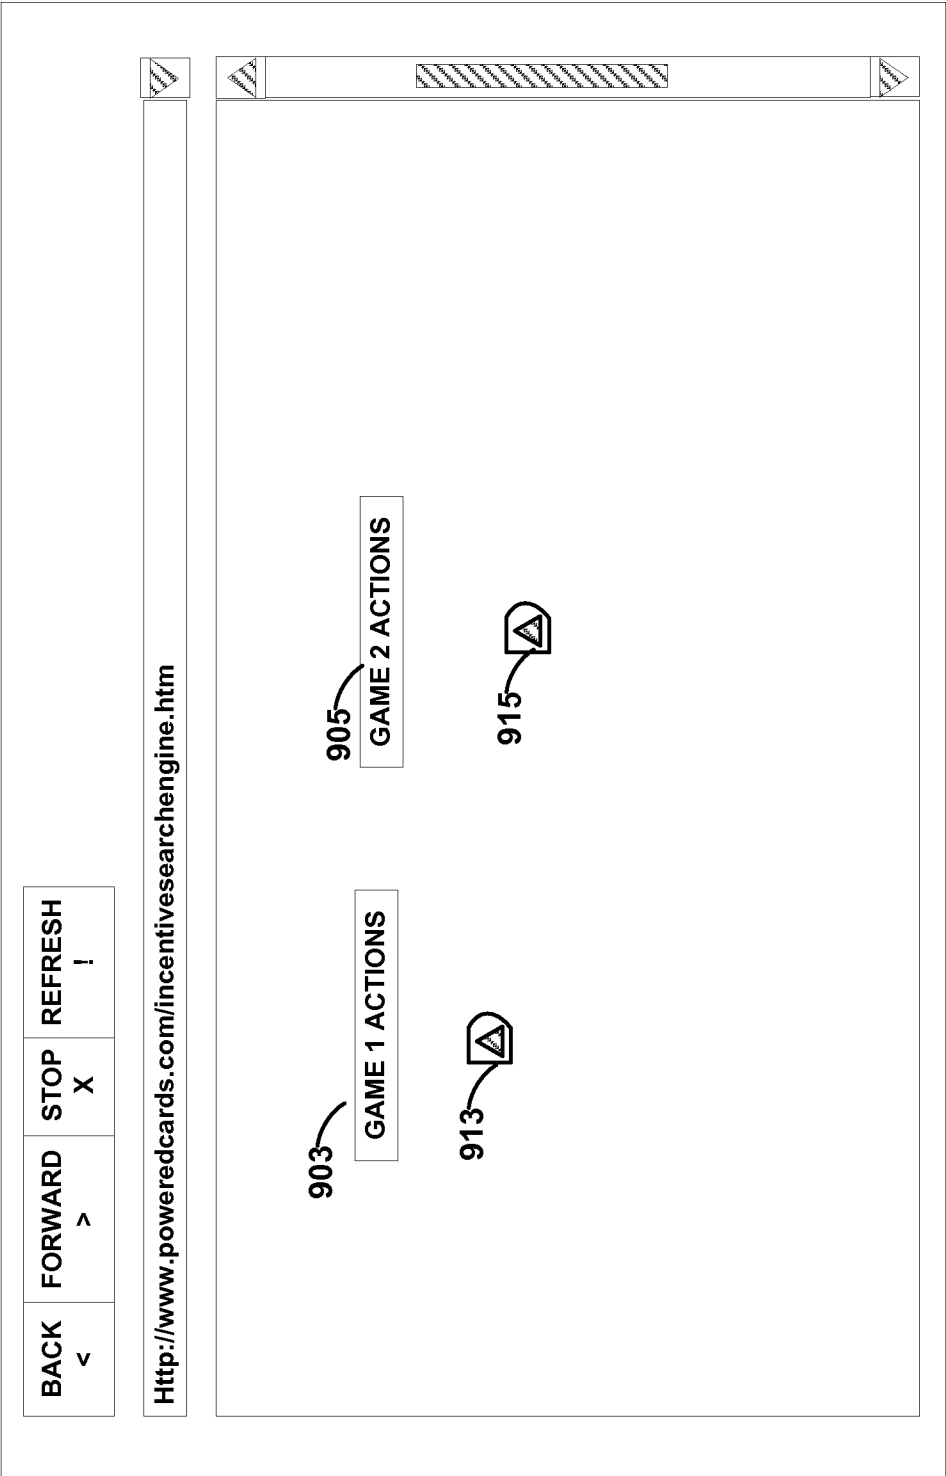 BACK FORWARD STOP REFRESH
< > X !
Http://www.poweredcards.com/incentivesearchengine.htm
903 905
GAME 1 ACTIONS GAME 2 ACTIONS
913 915